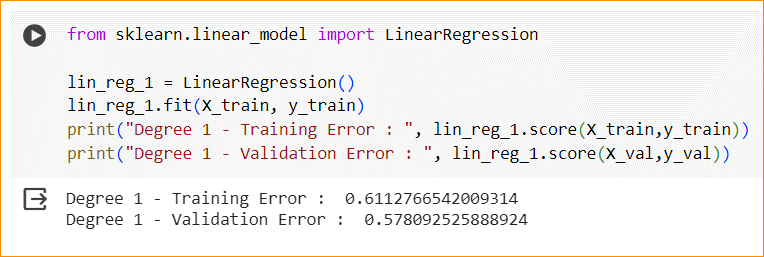 from sklearn.linear_model import LinearRegression
lin_reg_1 = LinearRegression()
lin_reg_1.fit(X_train, y_train)
print("Degree 1 - Training Error : ", lin_reg_1.score(X_train,y_train))
print("Degree 1 - Validation Error : ", lin_reg_1.score(X_val,y_val))
Degree 1 - Training Error :  0.6112766542009314
Degree 1 - Validation Error :  0.578092525888924